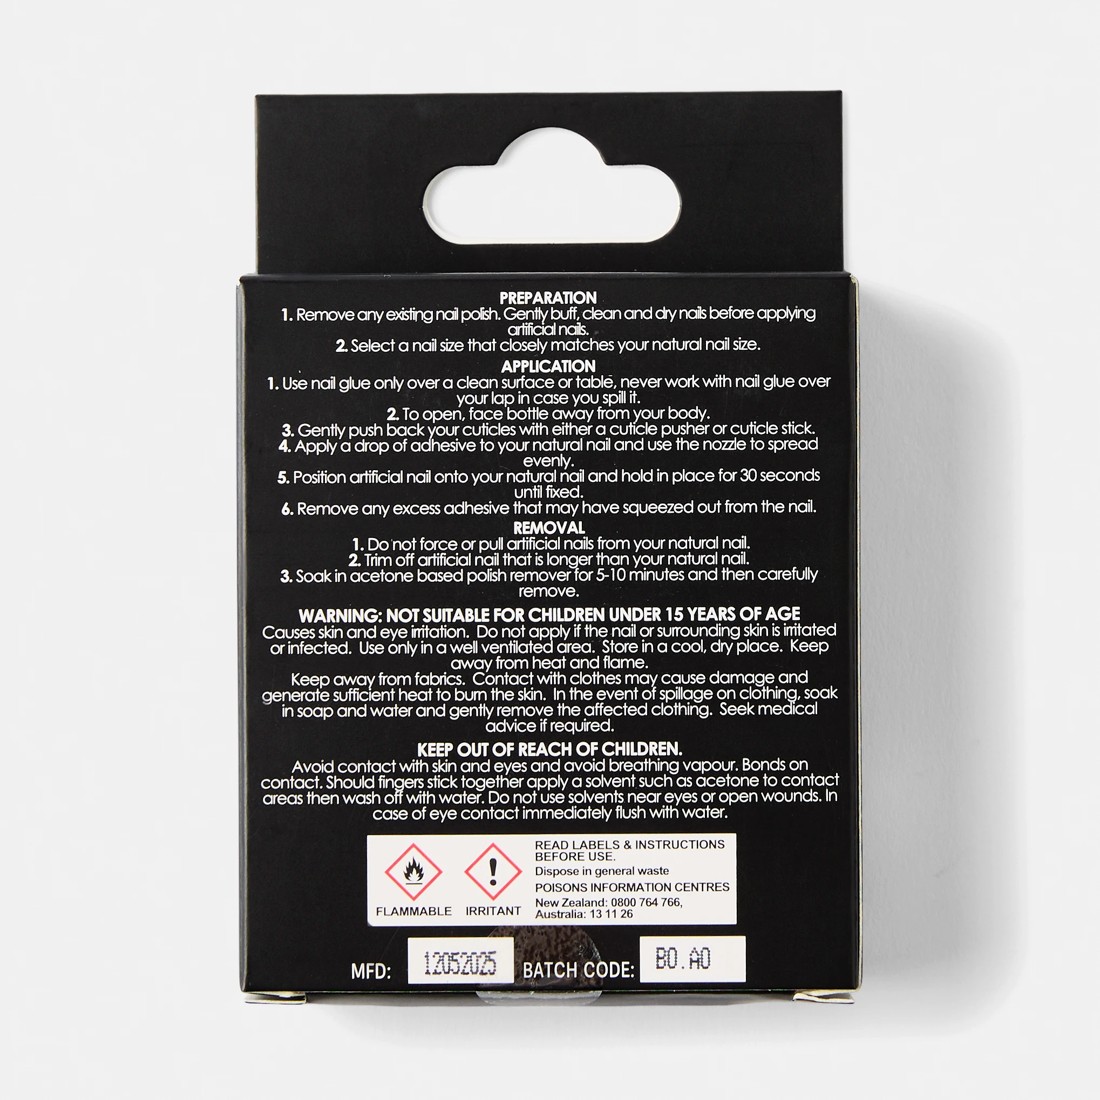 PREPARATION
1. Remove any existing nail polish. Gently buff, clean and dry nails before applying
artificial nails.
2. Select a nail size that closely matches your natural nail size.
APPLICATION
1. Use nail glue only over a clean surface or table, never work with nail glue over
your lap in case you spill it.
2. To open, face bottle away from your body.
3. Gently push back your cuticles with either a cuticle pusher or cuticle stick.
4. Apply a drop of adhesive to your natural nail and use the nozzle to spread
evenly.
5. Position artificial nail onto your natural nail and hold in place for 30 seconds
until fixed.
6. Remove any excess adhesive that may have squeezed out from the nail.
REMOVAL
1. Do not force or pull artificial nails from your natural nail.
2. Trim off artificial nail that is longer than your natural nail.
3. Soak in acetone based polish remover for 5-10 minutes and then carefully
remove.
WARNING: NOT SUITABLE FOR CHILDREN UNDER 15 YEARS OF AGE
Causes skin and eye irritation. Do not apply if the nail or surrounding skin is irritated
or infected. Use only in a well ventilated area. Store in a cool, dry place. Keep
away from heat and flame.
Keep away from fabrics. Contact with clothes may cause damage and
generate sufficient heat to burn the skin. In the event of spillage on clothing, soak
in soap and water and gently remove the affected clothing. Seek medical
advice if required.
KEEP OUT OF REACH OF CHILDREN.
Avoid contact with skin and eyes and avoid breathing vapour. Bonds on
contact. Should fingers stick together apply a solvent such as acetone to contact
areas then wash off with water. Do not use solvents near eyes or open wounds. In
case of eye contact immediately flush with water.
READ LABELS & INSTRUCTIONS
BEFORE USE.
Dispose in general waste
POISONS INFORMATION CENTRES
New Zealand: 0800 764 766,
Australia: 13 11 26
FLAMMABLE IRRITANT
MFD: 12052025 BATCH CODE: BO.AO